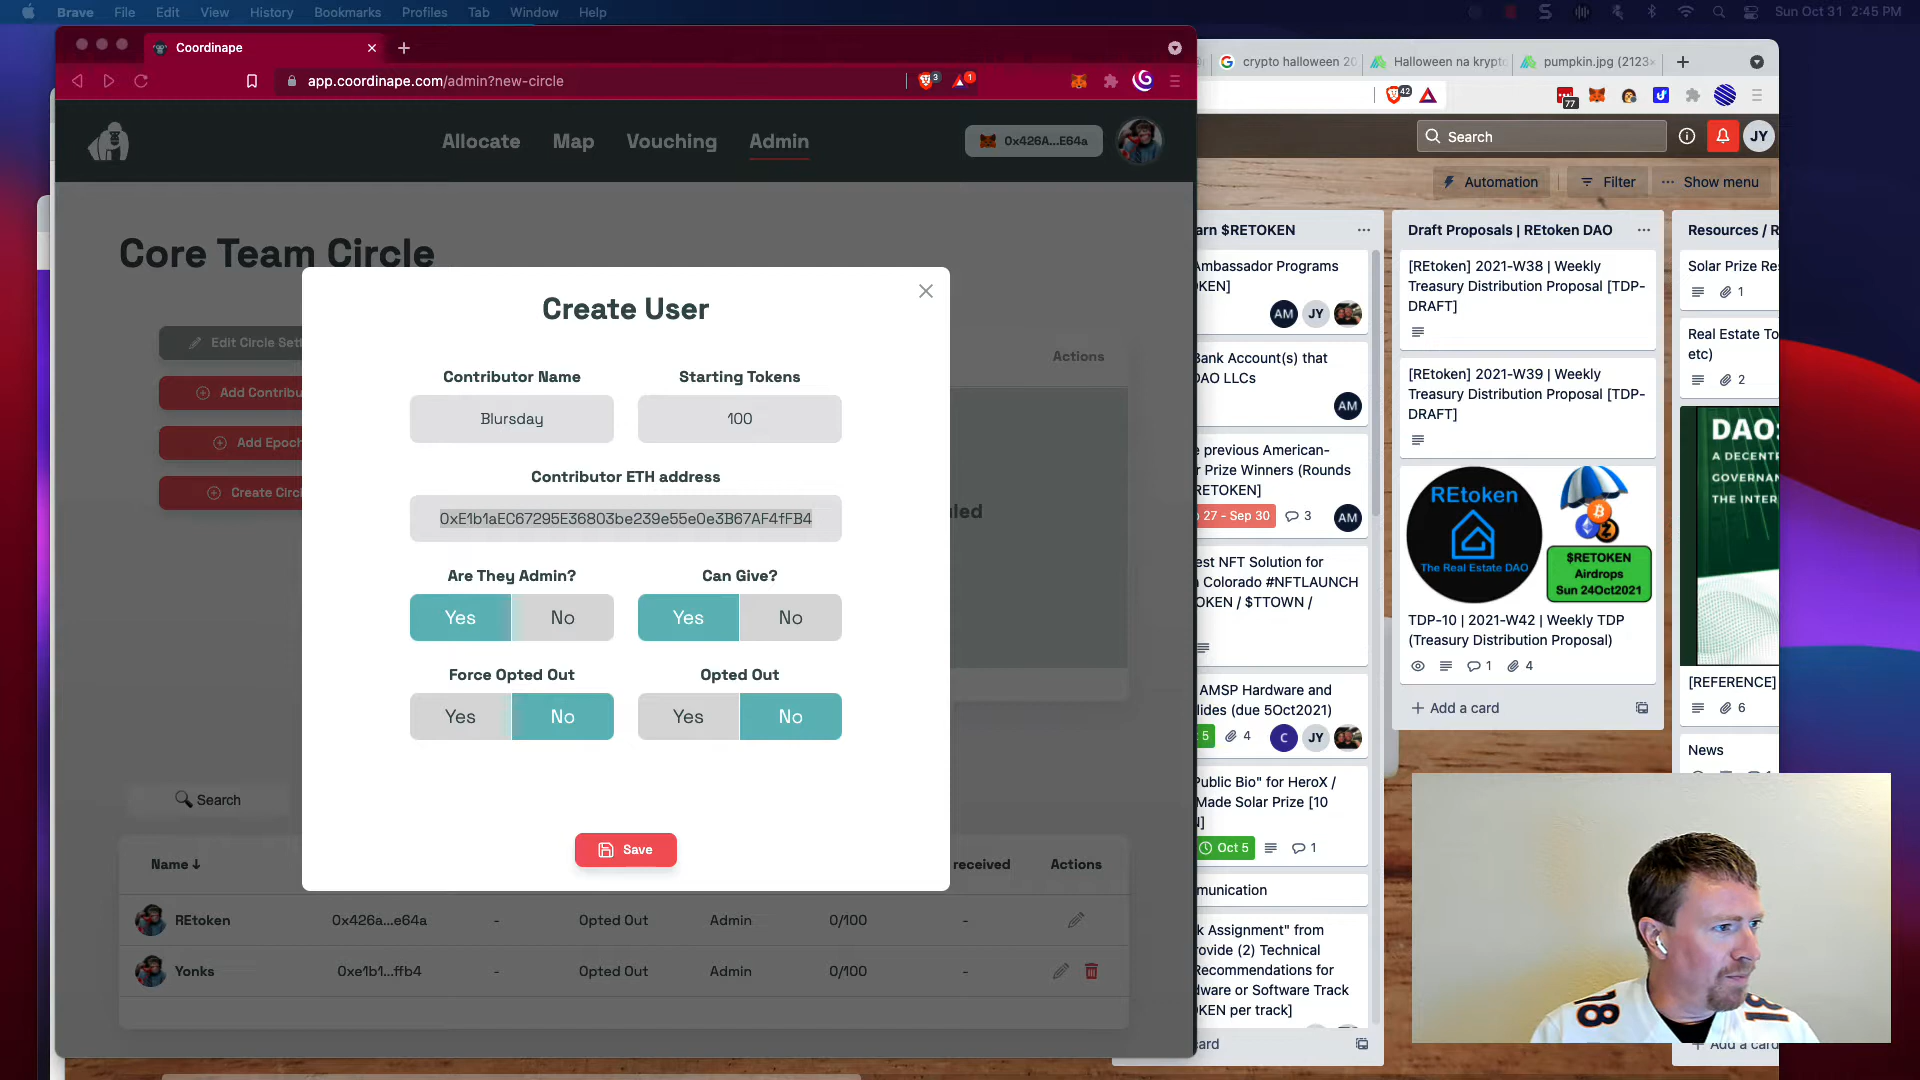 Brave File Edit View History Bookmarks Profiles Tab Window Help
Sun Oct 31 2:45 PM
Coordinape
app.coordinape.com/admin?new-circle
3
1
Allocate Map Vouching Admin
0x426A...E64a
Core Team Circle
Edit Circle Sett
Add Contribu
Add Epoch
Create Circl
Actions
Search
Name
received
Actions
REtoken 0x426a...e64a - Opted Out Admin 0/100 -
Yonks 0xe1b1...ffb4 - Opted Out Admin 0/100 -
Create User
Contributor Name
Starting Tokens
Blursday
100
Contributor ETH address
0xE1b1aEC67295E36803be239e55e0e3B67AF4fFB4
Are They Admin?
Can Give?
Yes No
Yes No
Force Opted Out
Opted Out
Yes No
Yes No
Save
crypto halloween 20
Halloween na krypto
pumpkin.jpg (2123×
42
77
Search
JY
Automation
Filter
Show menu
arn $RETOKEN
Ambassador Programs
KEN]
AM JY
Bank Account(s) that
DAO LLCs
AM
e previous American-
r Prize Winners (Rounds
RETOKEN]
27 - Sep 30
3
AM
est NFT Solution for
Colorado #NFTLAUNCH
OKEN / $TTOWN /
AMSP Hardware and
lides (due 5Oct2021)
5
4
C JY
Public Bio" for HeroX /
Made Solar Prize [10
N]
Oct 5
1
munication
k Assignment" from
rovide (2) Technical
Recommendations for
dware or Software Track
KEN per track]
card
Draft Proposals | REtoken DAO
[REtoken] 2021-W38 | Weekly
Treasury Distribution Proposal [TDP-
DRAFT]
[REtoken] 2021-W39 | Weekly
Treasury Distribution Proposal [TDP-
DRAFT]
REtoken
The Real Estate DAO
$RETOKEN
Airdrops
Sun 24Oct2021
TDP-10 | 2021-W42 | Weekly TDP
(Treasury Distribution Proposal)
1
4
Add a card
Resources / R
Solar Prize Res
1
Real Estate To
etc)
2
DAO:
A DECENTR
GOVERNAN
THE INTER
[REFERENCE]
6
News
Add a card
18
18